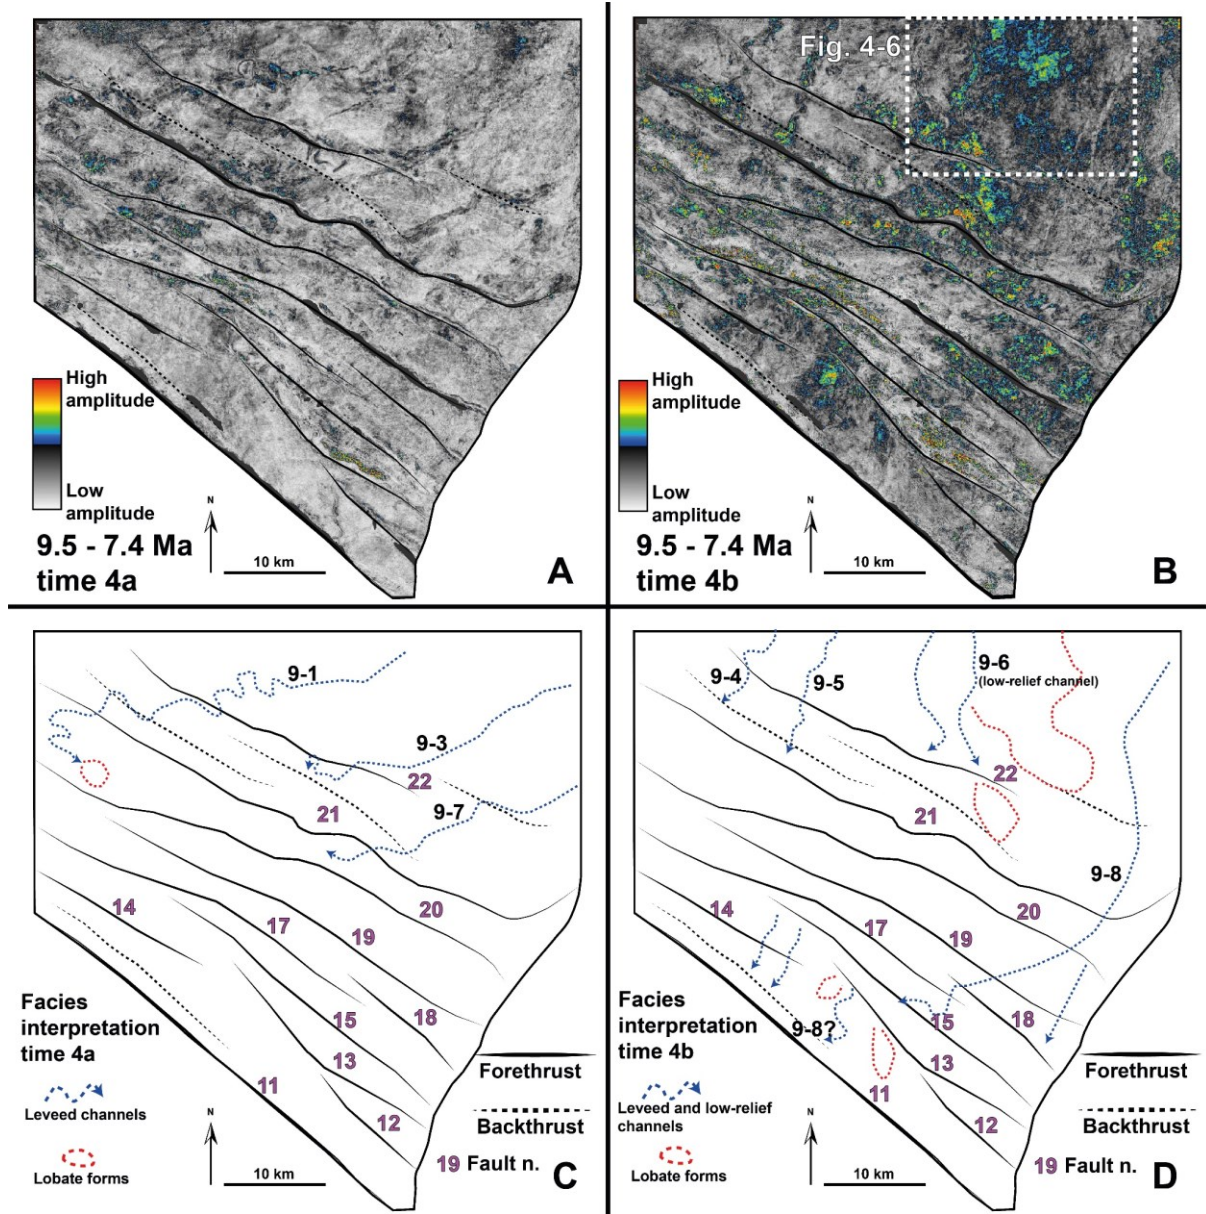 Fig. 4-6
High
amplitude
Low
amplitude
9.5 - 7.4 Ma
time 4a
N
10 km
A
High
amplitude
Low
amplitude
9.5 - 7.4 Ma
time 4b
N
10 km
B
9-1
9-3
22
9-7
21
14
20
17
19
Facies
interpretation
time 4a
15
18
13
11
12
Forethrust
Leveed channels
Backthrust
Lobate forms
N
10 km
19 Fault n.
C
9-4
9-5
9-6
(low-relief channel)
22
21
9-8
14
20
17
19
Facies
interpretation
time 4b
9-8?
15
18
13
11
12
Forethrust
Leveed and low-relief
channels
Backthrust
Lobate forms
N
10 km
19 Fault n.
D